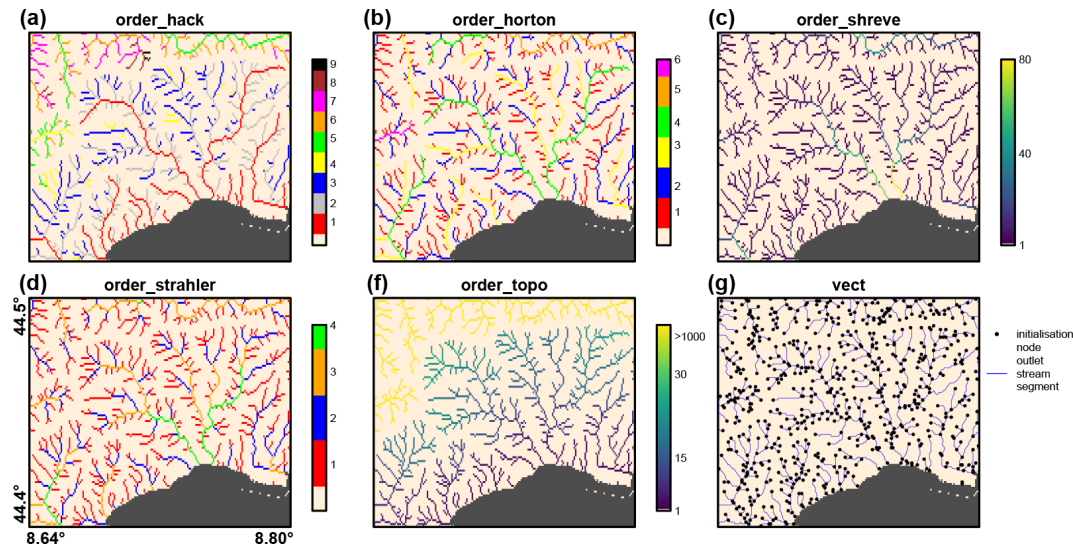 (a) order_hack
9
8
7
6
5
4
3
2
1
(b) order_horton
6
5
4
3
2
1
(c) order_shreve
80
40
1
(d) order_strahler
44.5°
44.4°
8.64° 8.80°
4
3
2
1
(f) order_topo
>1000
30
15
1
(g) vect
initialisation
node
outlet
stream
segment